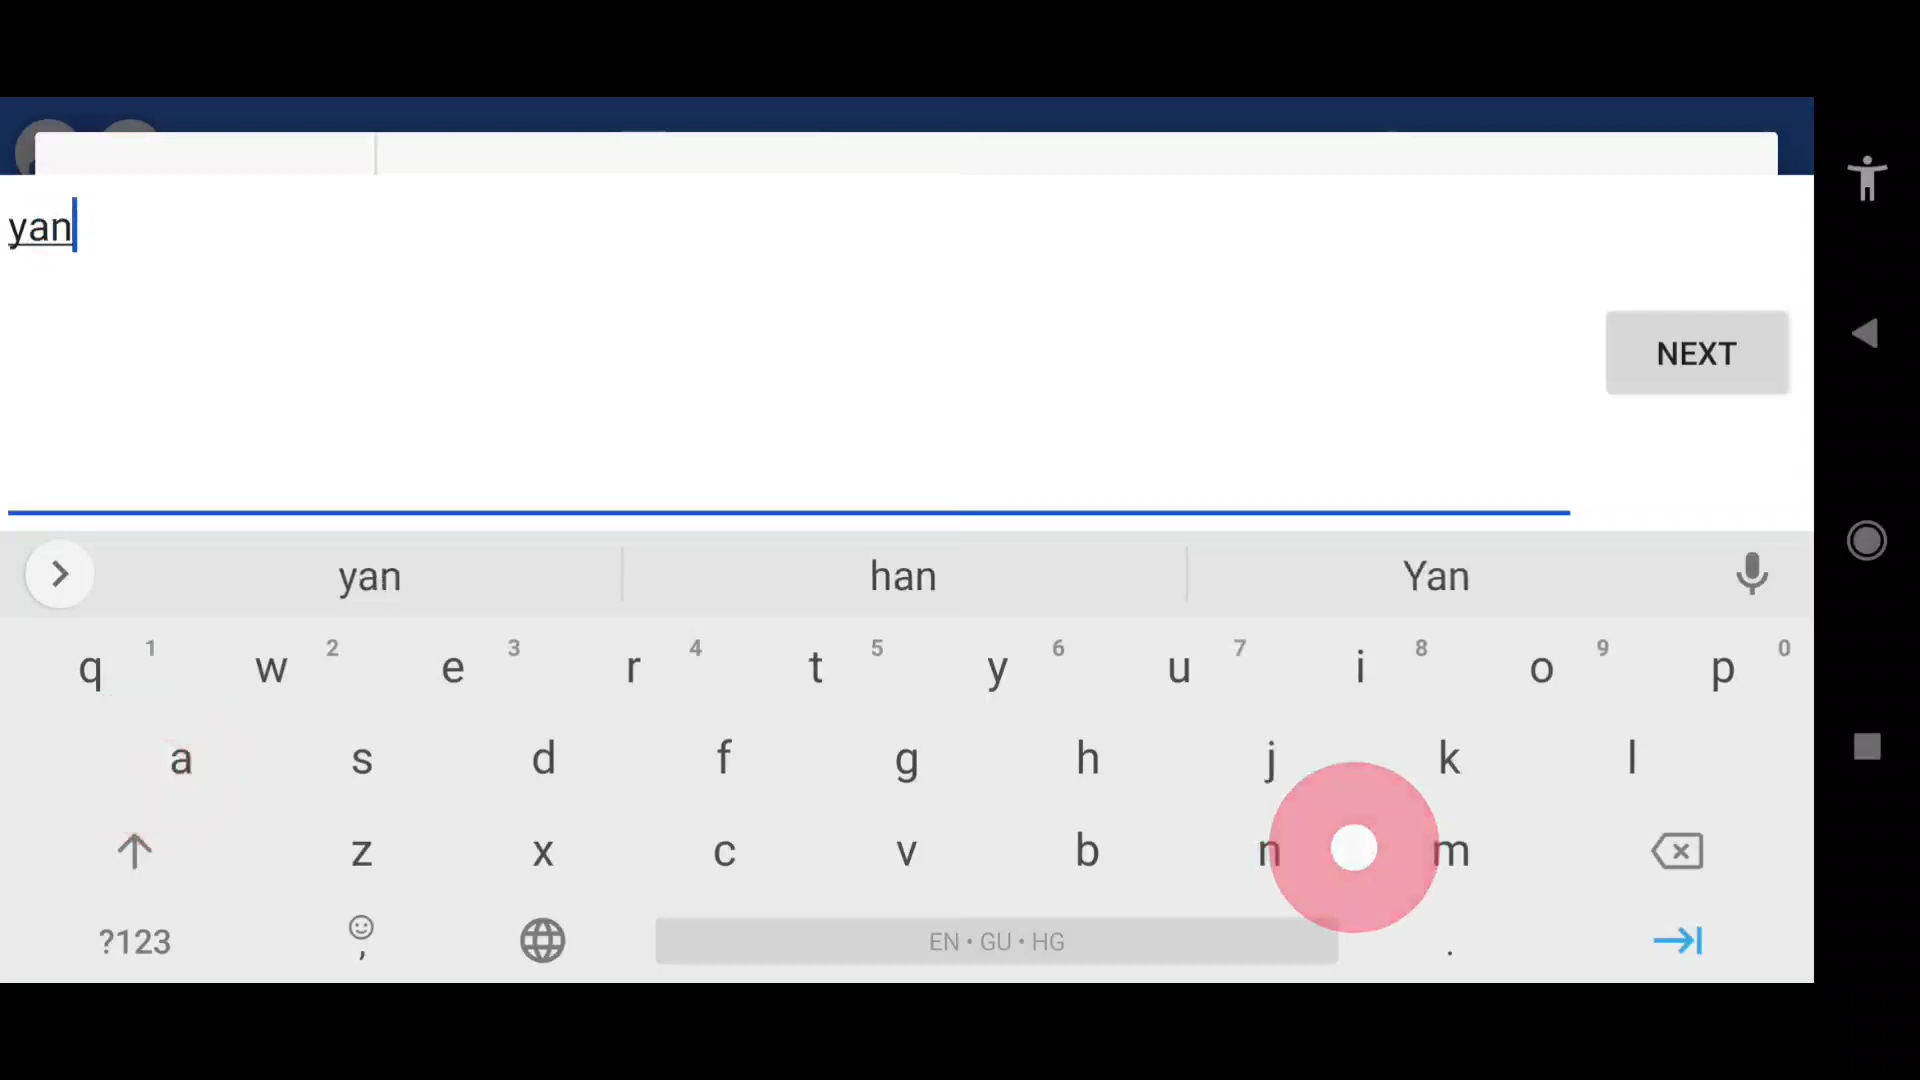 yan
NEXT
yan han Yan
q 1 w 2 e 3 r 4 t 5 y 6 u 7 i 8 o 9 p 0
a s d f g h j k l
z x c v b n m
?123 , EN • GU • HG .